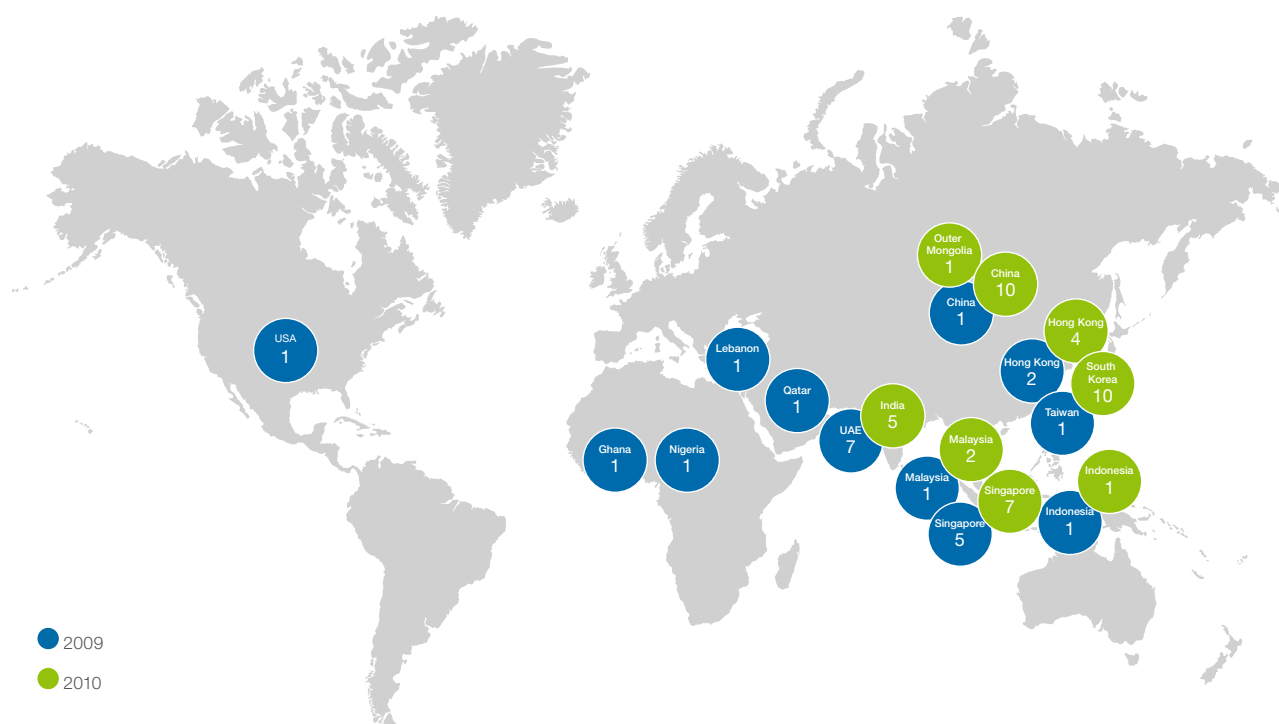 Outer
Mongolia
1
China
10
China
1
Hong Kong
4
USA
1
Lebanon
1
Hong Kong
2
South
Korea
10
Qatar
1
India
5
Taiwan
1
UAE
7
Malaysia
2
Ghana
1
Nigeria
1
Malaysia
1
Indonesia
1
Singapore
7
Singapore
5
Indonesia
1
2009
2010